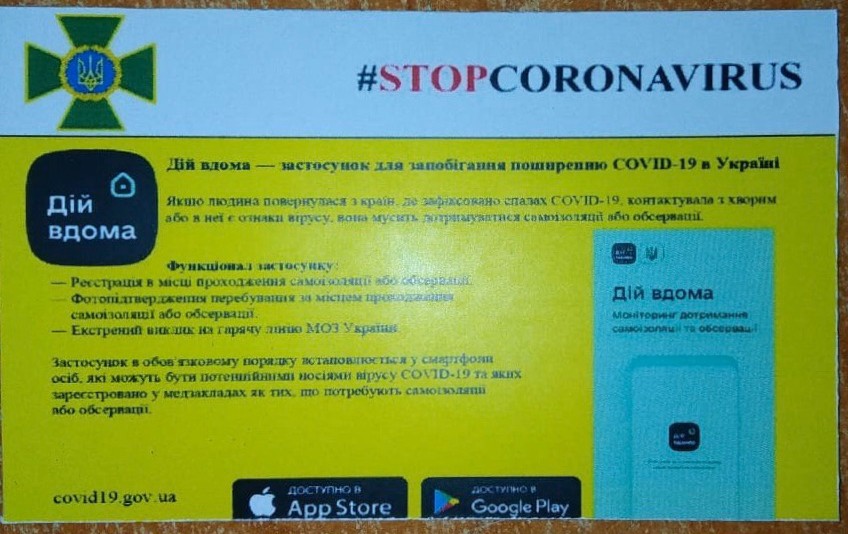 #STOPCORONAVIRUS
Дій вдома — застосунок для запобігання поширенню COVID-19 в Україні
Дій
вдома
Якщо людина повернулася з країн, де зафіксовано спалах COVID-19, контактувала з хворим
або в неї є ознаки вірусу, вона мусить дотримуватися самоізоляції або обсервації.
Функціонал застосунку:
— Реєстрація в місці проходження самоізоляції або обсервації.
— Фотопідтвердження перебування за місцем проходження
самоізоляції або обсервації.
— Екстрений виклик на гарячу лінію МОЗ України
Застосунок в обов'язковому порядку встановлюється у смартфони
осіб, які можуть бути потенційними носіями вірусу COVID-19 та яких
зареєстровано у медзакладах як тих, що потребують самоізоляції
або обсервації.
Дій вдома
Моніторинг дотримання
самоізоляції та обсервації
covid19.gov.ua
ДОСТУПНО В
App Store
ДОСТУПНО В
Google Play